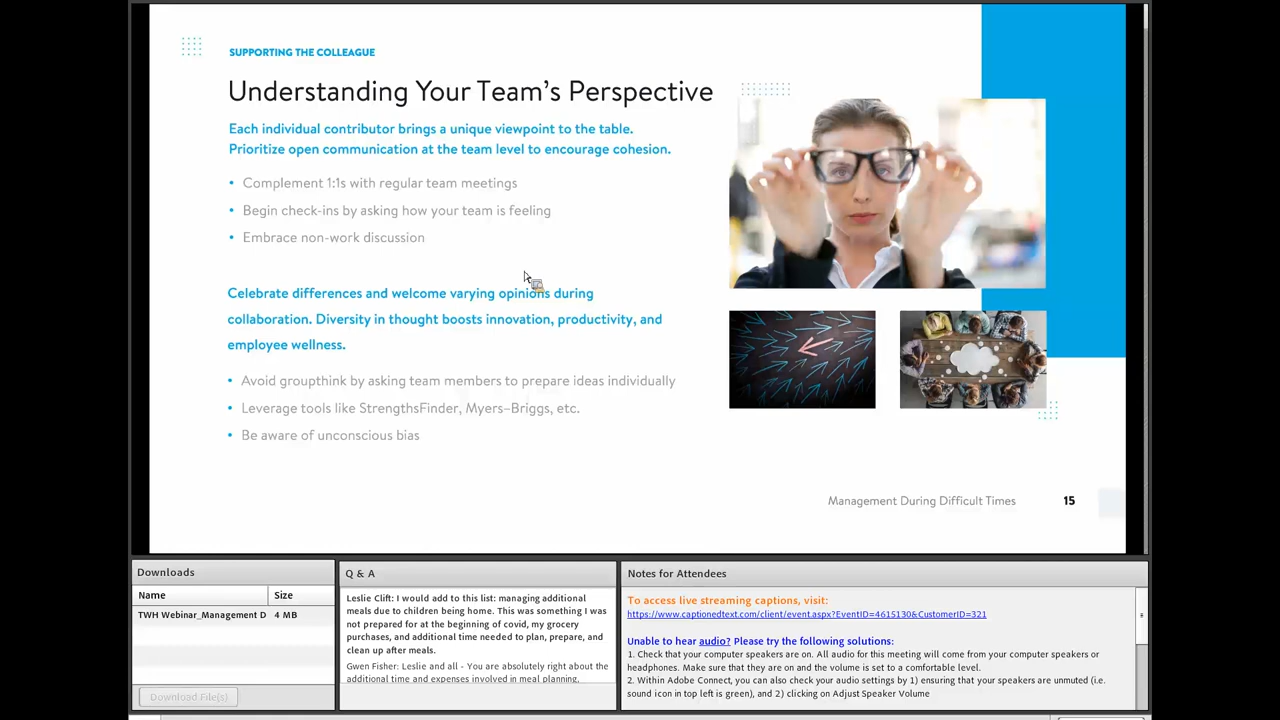 SUPPORTING THE COLLEAGUE
Understanding Your Team's Perspective
Each individual contributor brings a unique viewpoint to the table.
Prioritize open communication at the team level to encourage cohesion.
• Complement 1:1s with regular team meetings
• Begin check-ins by asking how your team is feeling
• Embrace non-work discussion
Celebrate differences and welcome varying opinions during
collaboration. Diversity in thought boosts innovation, productivity, and
employee wellness.
• Avoid groupthink by asking team members to prepare ideas individually
• Leverage tools like StrengthsFinder, Myers–Briggs, etc.
• Be aware of unconscious bias
Management During Difficult Times 15
Downloads
Name Size
TWH Webinar_Management D 4 MB
Download File(s)
Q & A
Leslie Clift: I would add to this list: managing additional
meals due to children being home. This was something I was
not prepared for at the beginning of covid, my grocery
purchases, and additional time needed to plan, prepare, and
clean up after meals.
Gwen Fisher: Leslie and all - You are absolutely right about the
additional time and expenses involved in meal planning,
Notes for Attendees
To access live streaming captions, visit:
https://www.captionedtext.com/client/event.aspx?EventID=4615130&CustomerID=321
Unable to hear audio? Please try the following solutions:
1. Check that your computer speakers are on. All audio for this meeting will come from your computer speakers or
headphones. Make sure that they are on and the volume is set to a comfortable level.
2. Within Adobe Connect, you can also check your audio settings by 1) ensuring that your speakers are unmuted (i.e.
sound icon in top left is green), and 2) clicking on Adjust Speaker Volume